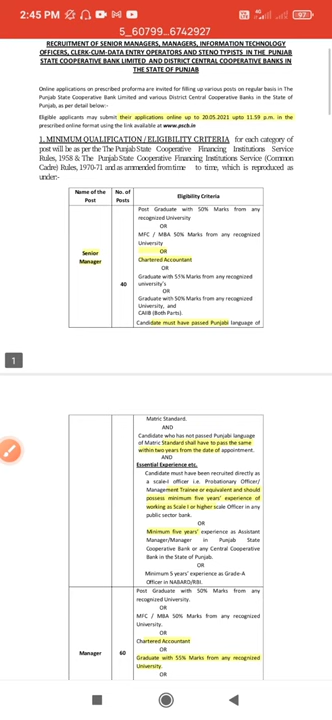 2:45 PM
4G
97
5_60799...6742927
RECRUITMENT OF SENIOR MANAGERS, MANAGERS, INFORMATION TECHNOLOGY
OFFICERS, CLERK-CUM-DATA ENTRY OPERATORS AND STENO TYPISTS IN THE PUNJAB
STATE COOPERATIVE BANK LIMITED AND DISTRICT CENTRAL COOPERATIVE BANKS IN
THE STATE OF PUNJAB
Online applications on prescribed proforma are invited for filling up various posts on regular basis in The
Punjab State Cooperative Bank Limited and various District Central Cooperative Banks in the State of
Punjab, as per detail below:-
Eligible applicants may submit their applications online up to 20.05.2021 upto 11.59 p.m. in the
prescribed online format using the link available at www.pscb.in
1. MINIMUM QUALIFICATION/ELIGIBILITY CRITERIA for each category of
post will be as per the The Punjab State Cooperative Financing Institutions Service
Rules, 1958 & The Punjab State Cooperative Financing Institutions Service (Common
Cadre) Rules, 1970-71 and as ammended from time to time, which is reproduced as
under:-
Name of the Post
No. of Posts
Eligibility Criteria
Senior Manager
40
Post Graduate with 50% Marks from any
recognized University
OR
MFC / MBA 50% Marks from any recognized
University
OR
Chartered Accountant
OR
Graduate with 55% Marks from any recognized
university's
OR
Graduate with 50% Marks from any recognized
University, and
CAIIB (Both Parts).
Candidate must have passed Punjabi language of
1
Matric Standard.
AND
Candidate who has not passed Punjabi language
of Matric Standard shall have to pass the same
within two years from the date of appointment.
AND
Essential Experience etc.
Candidate must have been recruited directly as
a scale-I officer i.e. Probationary Officer/
Management Trainee or equivalent and should
possess minimum five years' experience of
working as Scale I or higher scale Officer in any
public sector bank.
OR
Minimum five years' experience as Assistant
Manager/Manager in Punjab State
Cooperative Bank or any Central Cooperative
Bank in the State of Punjab.
OR
Minimum 5 years' experience as Grade-A
Officer in NABARD/RBI.
Manager
60
Post Graduate with 50% Marks from any
recognized University.
OR
MFC / MBA 50% Marks from any recognized
University.
OR
Chartered Accountant
OR
Graduate with 55% Marks from any recognized
University.
OR